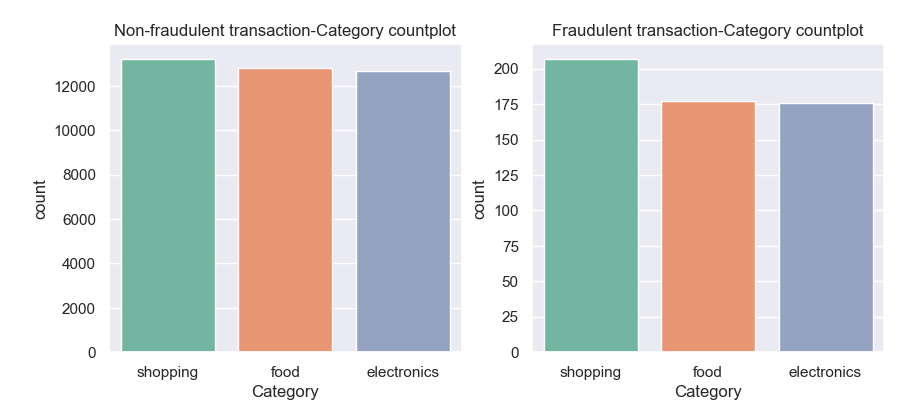 Non-fraudulent transaction-Category countplot
count
12000
10000
8000
6000
4000
2000
0
shopping food electronics
Category
Fraudulent transaction-Category countplot
count
200
175
150
125
100
75
50
25
0
shopping food electronics
Category